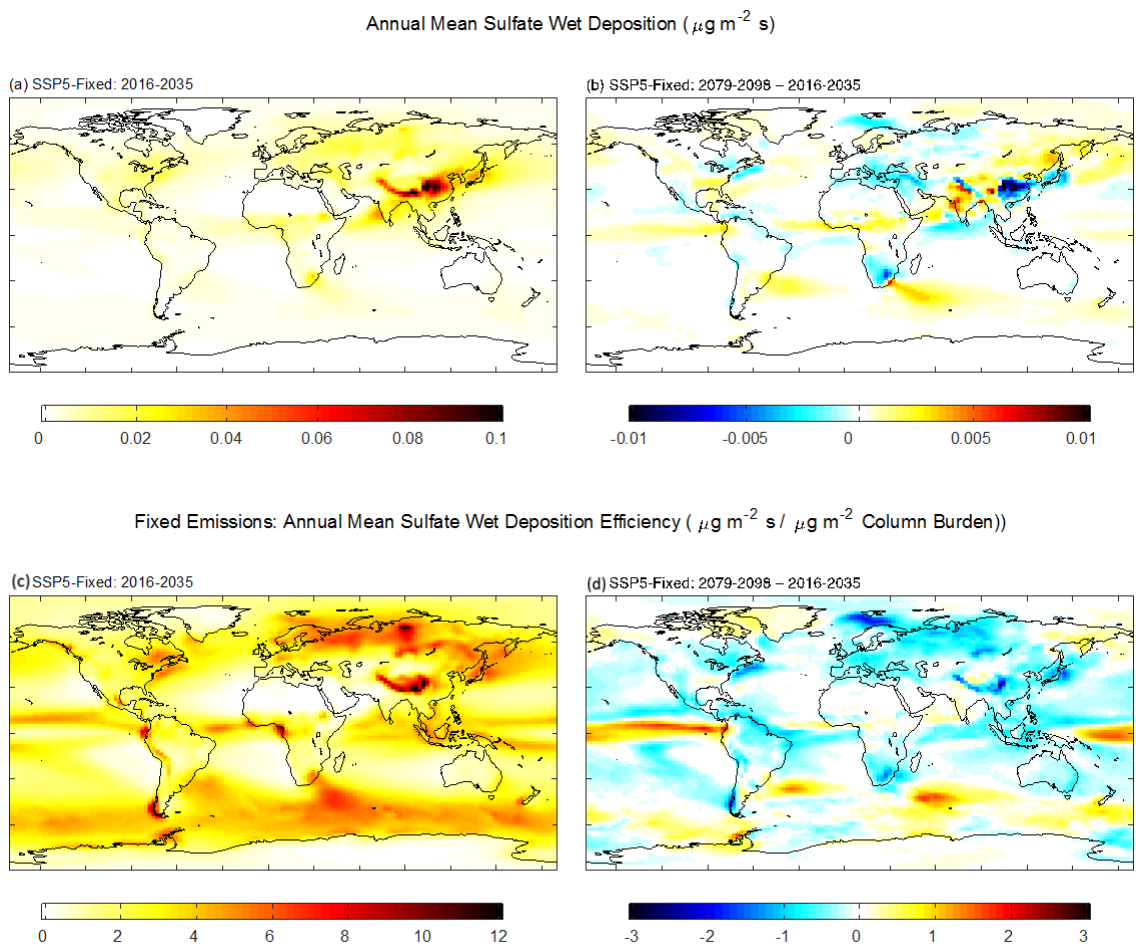 Annual Mean Sulfate Wet Deposition ( μg m⁻² s)
(a) SSP5-Fixed: 2016-2035
(b) SSP5-Fixed: 2079-2098 – 2016-2035
0 0.02 0.04 0.06 0.08 0.1
-0.01 -0.005 0 0.005 0.01
Fixed Emissions: Annual Mean Sulfate Wet Deposition Efficiency ( μg m⁻² s / μg m⁻² Column Burden))
(c) SSP5-Fixed: 2016-2035
(d) SSP5-Fixed: 2079-2098 – 2016-2035
0 2 4 6 8 10 12
-3 -2 -1 0 1 2 3